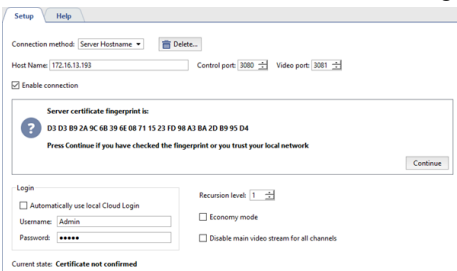 Setup Help
Connection method: Server Hostname Delete...
Host Name: 172.16.13.193 Control port: 3080 Video port: 3081
Enable connection
Server certificate fingerprint is:
D3 D3 B9 2A 9C 6B 39 6E 08 71 15 23 FD 98 A3 BA 2D B9 95 D4
Press Continue if you have checked the fingerprint or you trust your local network
Continue
Login
Recursion level: 1
Automatically use local Cloud Login
Economy mode
Username: Admin
Password: •••••
Disable main video stream for all channels
Current state: Certificate not confirmed